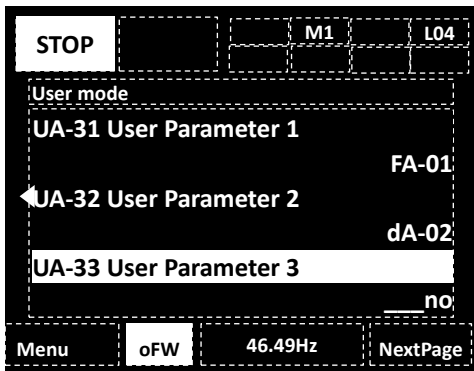 STOP
M1
L04
User mode
UA-31 User Parameter 1
FA-01
UA-32 User Parameter 2
dA-02
UA-33 User Parameter 3
___no
Menu oFW 46.49Hz NextPage